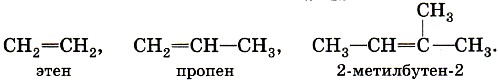 CH₃
CH₂=CH₂, CH₂=CH—CH₃, CH₃—CH=C—CH₃.
этен пропен 2-метилбутен-2